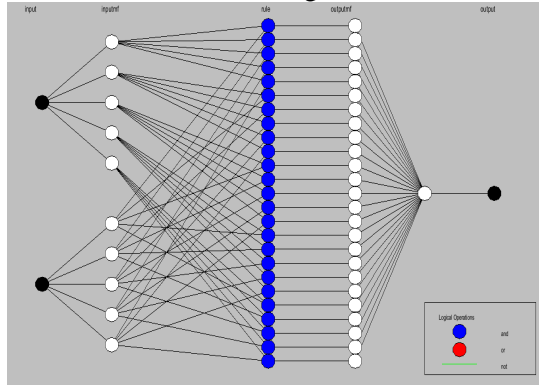 input inputmf rule outputmf output
Logical Operations
and
or
not